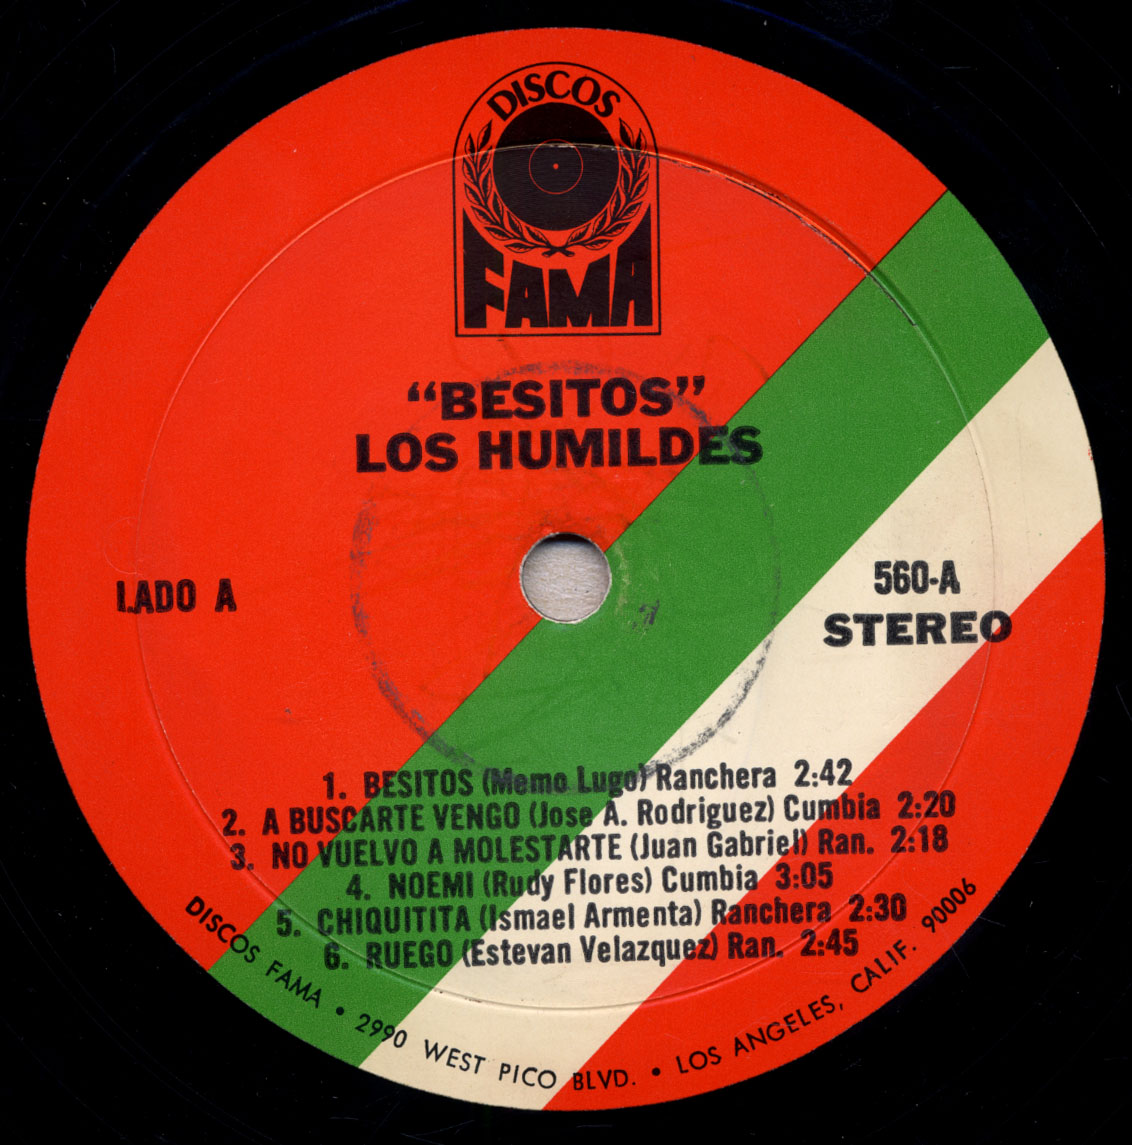 DISCOS
FAMA
“BESITOS”
LOS HUMILDES
LADO A
560-A
STEREO
1. BESITOS (Memo Lugo) Ranchera 2:42
2. A BUSCARTE VENGO (Jose A. Rodriguez) Cumbia 2:20
3. NO VUELVO A MOLESTARTE (Juan Gabriel) Ran. 2:18
4. NOEMI (Rudy Flores) Cumbia 3:05
5. CHIQUITITA (Ismael Armenta) Ranchera 2:30
6. RUEGO (Estevan Velazquez) Ran. 2:45
DISCOS FAMA • 2990 WEST PICO BLVD. • LOS ANGELES, CALIF. 90006